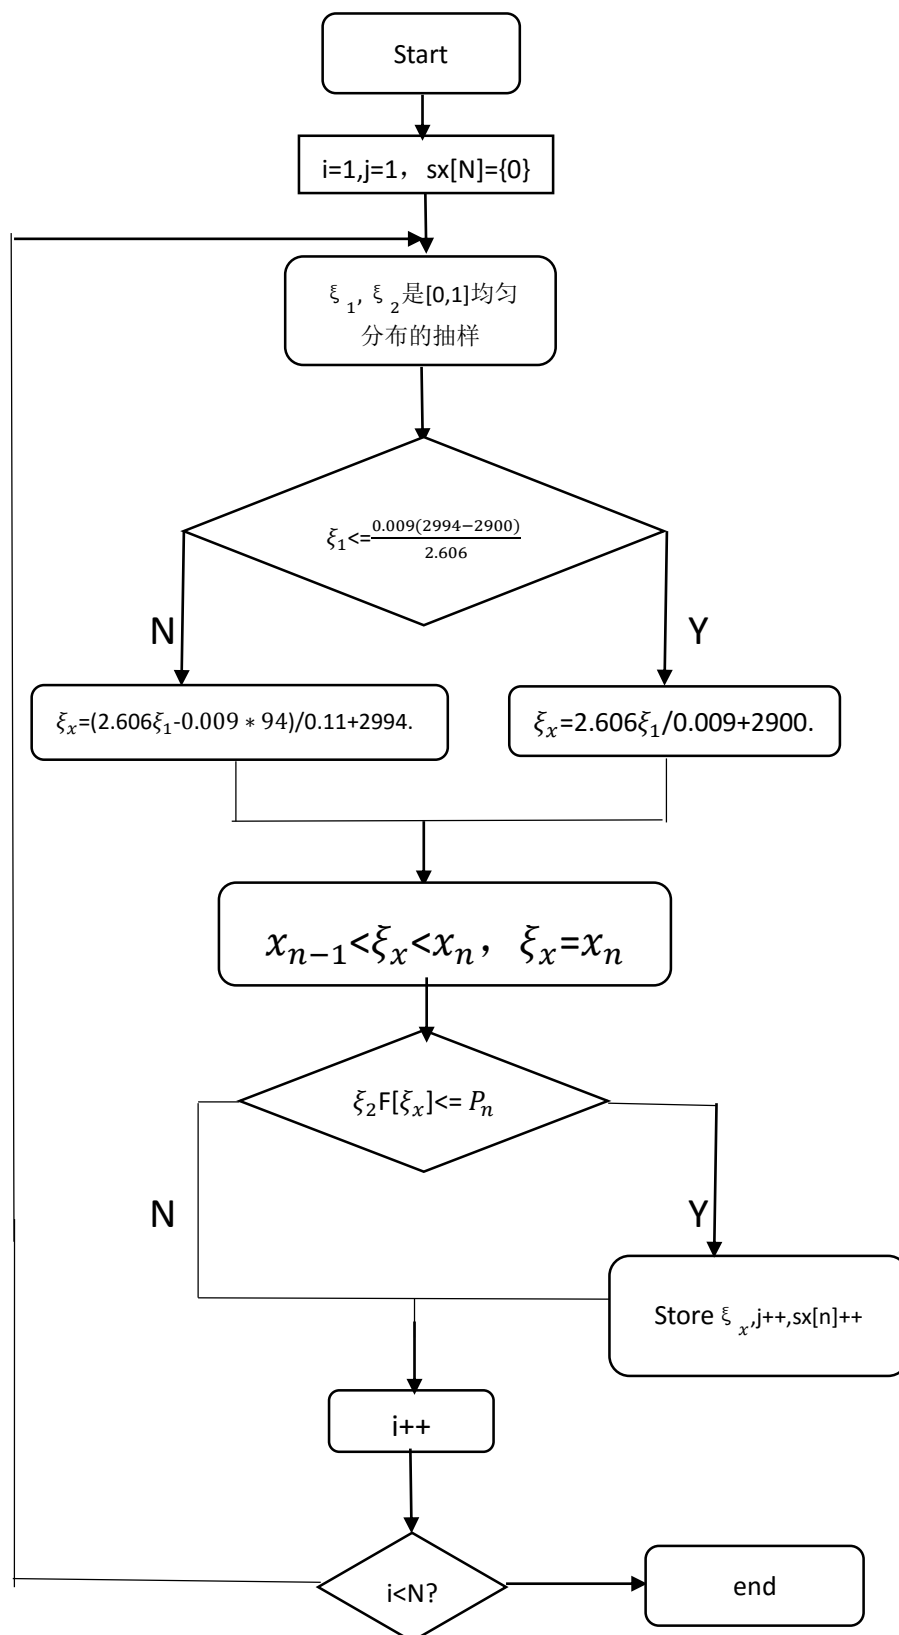 Start
i=1,j=1，sx[N]={0}
ξ₁, ξ₂是[0,1]均匀
分布的抽样
ξ₁<=0.009(2994−2900)/2.606
N
Y
ξₓ=(2.606ξ₁-0.009 * 94)/0.11+2994.
ξₓ=2.606ξ₁/0.009+2900.
xₙ₋₁<ξₓ<xₙ，ξₓ=xₙ
ξ₂F[ξₓ]<= Pₙ
N
Y
Store ξₓ,j++,sx[n]++
i++
i<N?
end